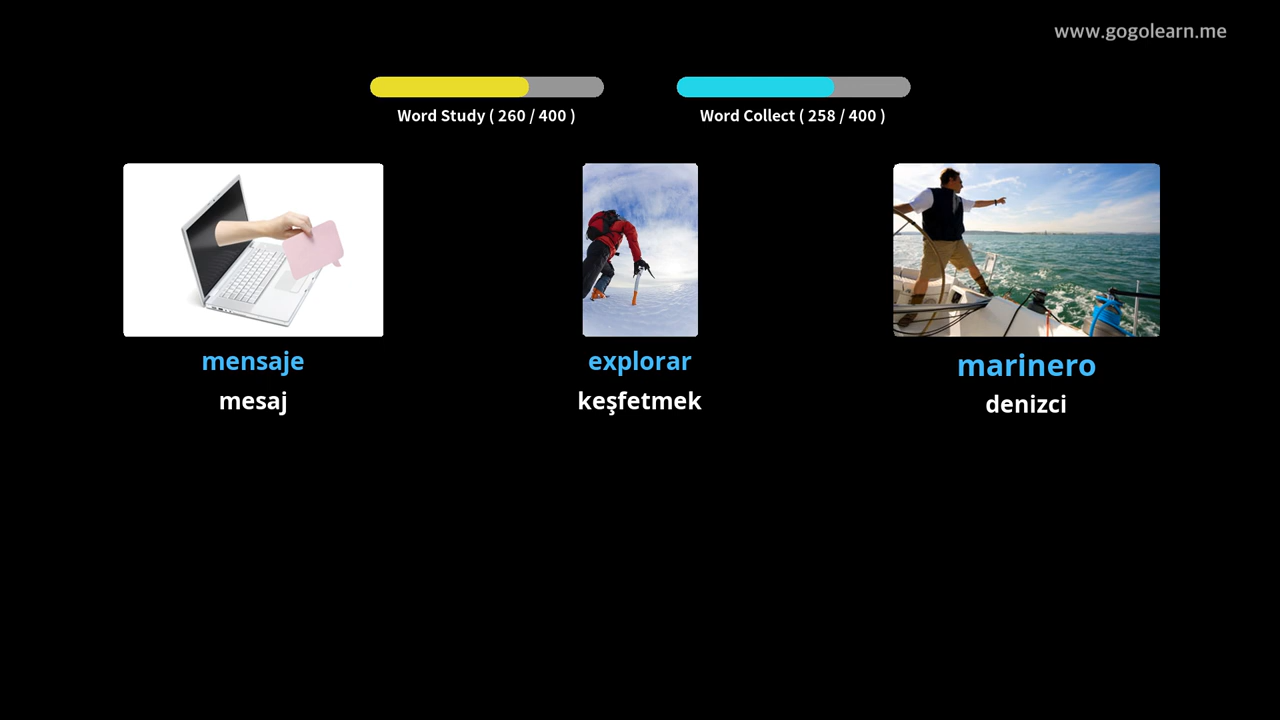 www.gogolearn.me
Word Study ( 260 / 400 )
Word Collect ( 258 / 400 )
mensaje
mesaj
explorar
keşfetmek
marinero
denizci